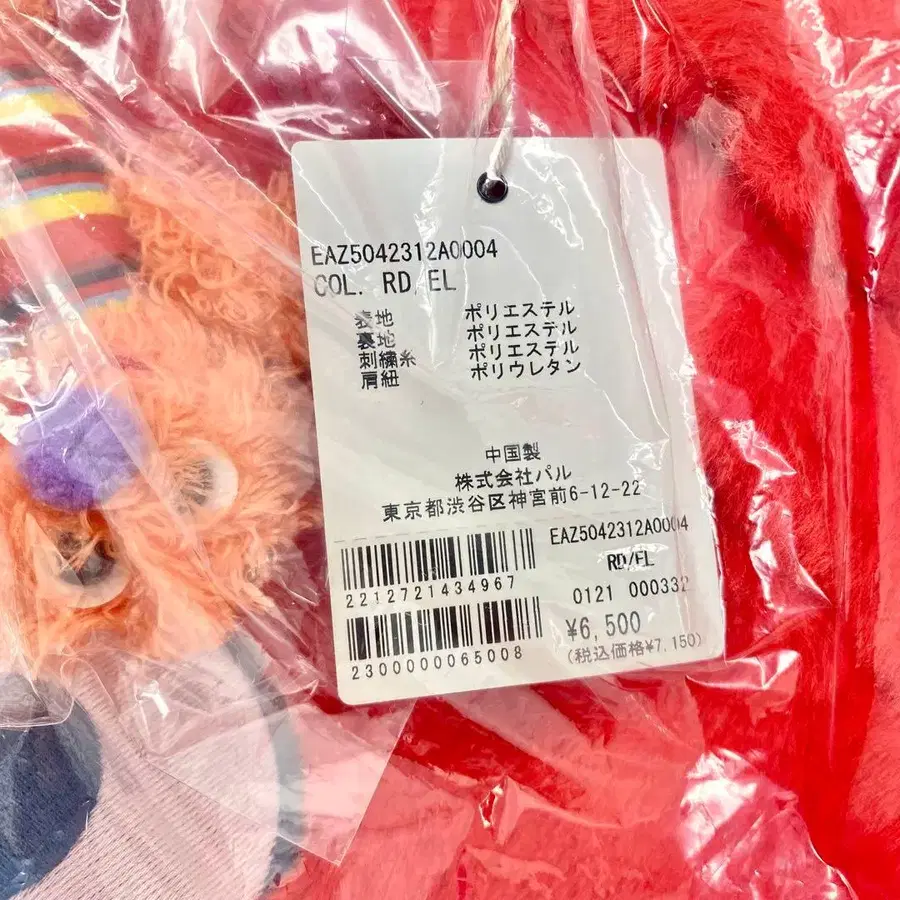 EAZ5042312A0004
COL. RD/EL
表地 ポリエステル
裏地 ポリエステル
刺繍糸 ポリエステル
肩紐 ポリウレタン
中国製
株式会社パル
東京都渋谷区神宮前6-12-22
EAZ5042312A0004
RD/EL
2212721434967
0121 000332
¥6,500
(税込価格¥7,150)
2300000065008